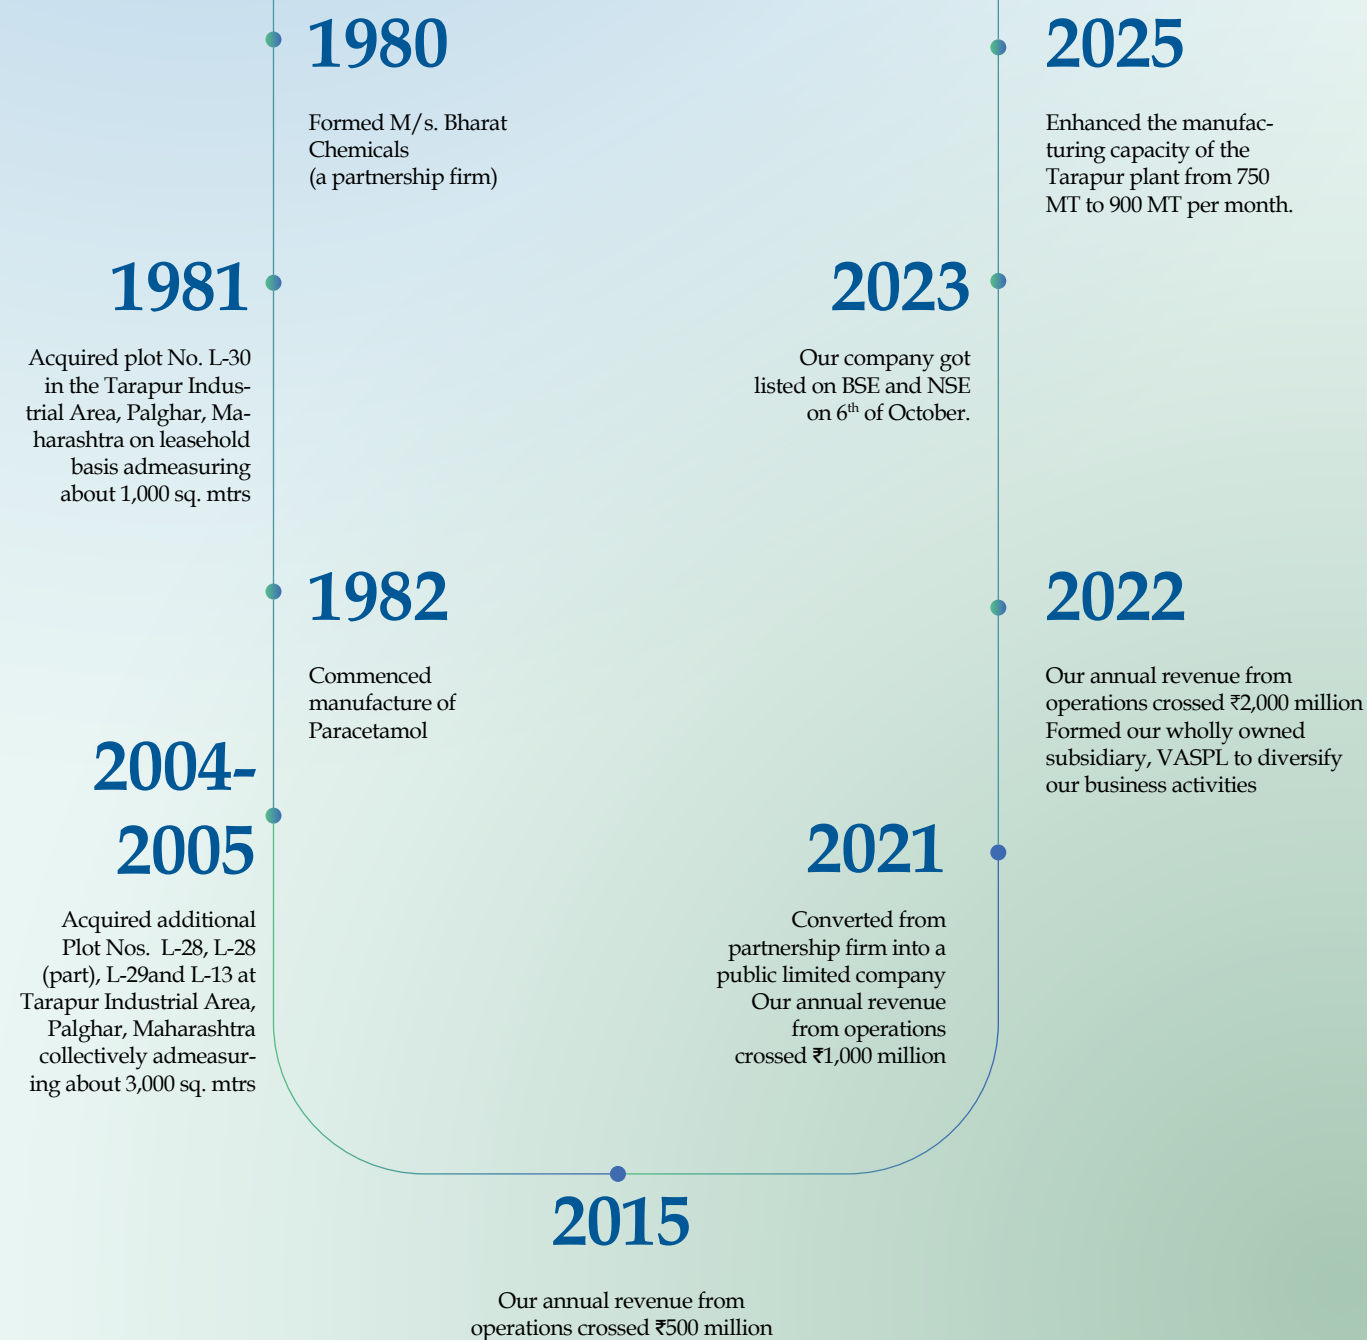 1980
Formed M/s. Bharat
Chemicals
(a partnership firm)
1981
Acquired plot No. L-30
in the Tarapur Indus-
trial Area, Palghar, Ma-
harashtra on leasehold
basis admeasuring
about 1,000 sq. mtrs
1982
Commenced
manufacture of
Paracetamol
2004-
2005
Acquired additional
Plot Nos.  L-28, L-28
(part), L-29and L-13 at
Tarapur Industrial Area,
Palghar, Maharashtra
collectively admeasur-
ing about 3,000 sq. mtrs
2015
Our annual revenue from
operations crossed ₹500 million
2021
Converted from
partnership firm into a
public limited company
Our annual revenue
from operations
crossed ₹1,000 million
2022
Our annual revenue from
operations crossed ₹2,000 million
Formed our wholly owned
subsidiary, VASPL to diversify
our business activities
2023
Our company got
listed on BSE and NSE
on 6th of October.
2025
Enhanced the manufac-
turing capacity of the
Tarapur plant from 750
MT to 900 MT per month.